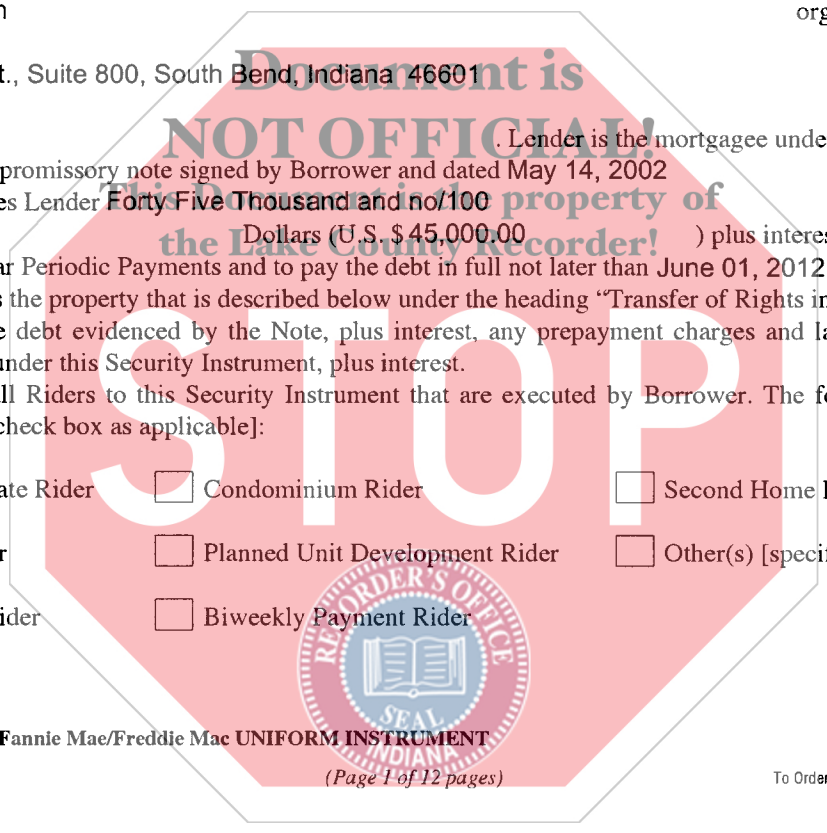 n org
t., Suite 800, South Bend, Indiana 46601
Document is
NOT OFFICIAL!
. Lender is the mortgagee unde
promissory note signed by Borrower and dated May 14, 2002
This Document is the property of
es Lender Forty Five Thousand and no/100
the Lake County Recorder!
Dollars (U.S. $ 45,000.00 ) plus interes
ar Periodic Payments and to pay the debt in full not later than June 01, 2012
s the property that is described below under the heading “Transfer of Rights in
e debt evidenced by the Note, plus interest, any prepayment charges and la
under this Security Instrument, plus interest.
ll Riders to this Security Instrument that are executed by Borrower. The fo
check box as applicable]:
STOP
ate Rider Condominium Rider Second Home
r Planned Unit Development Rider Other(s) [specif
ider Biweekly Payment Rider
RECORDER'S OFFICE
SEAL
INDIANA
Fannie Mae/Freddie Mac UNIFORM INSTRUMENT
(Page 1 of 12 pages) To Order